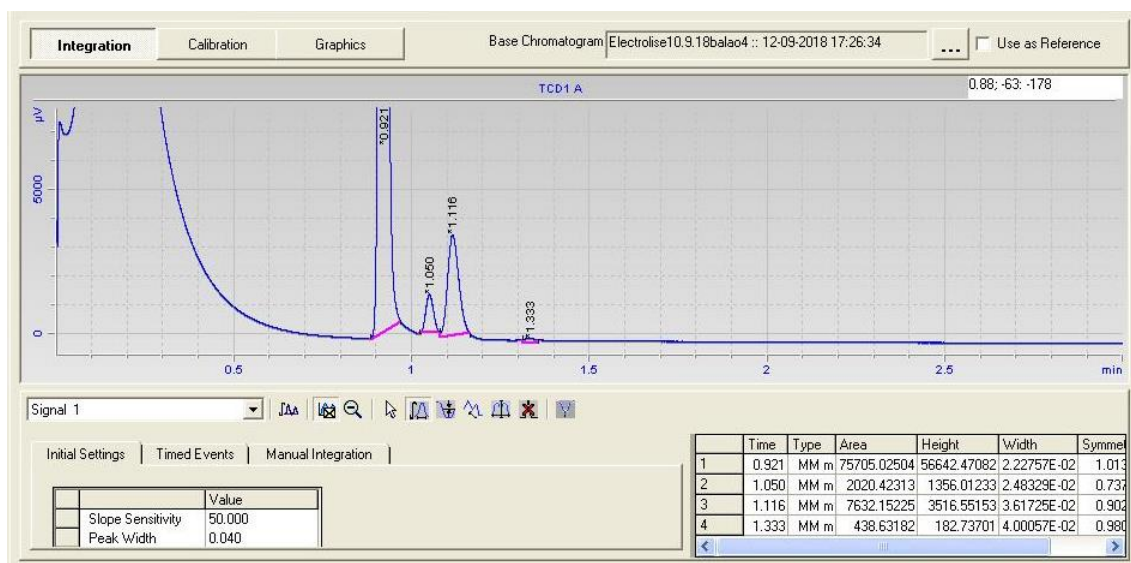 Integration Calibration Graphics Base Chromatogram Electrolise10.9.18balao4 :: 12-09-2018 17:26:34 ... Use as Reference
TCD1 A 0.88; -63: -178
µV
5000
0
*0.921
*1.050
*1.116
*1.333
0.5 1 1.5 2 2.5 min
Signal 1
Initial Settings Timed Events Manual Integration
Value
Slope Sensitivity 50.000
Peak Width 0.040
Time Type Area Height Width Symmel
1 0.921 MM m 75705.02504 56642.47082 2.22757E-02 1.013
2 1.050 MM m 2020.42313 1356.01233 2.48329E-02 0.737
3 1.116 MM m 7632.15225 3516.55153 3.61725E-02 0.902
4 1.333 MM m 438.63182 182.73701 4.00057E-02 0.980